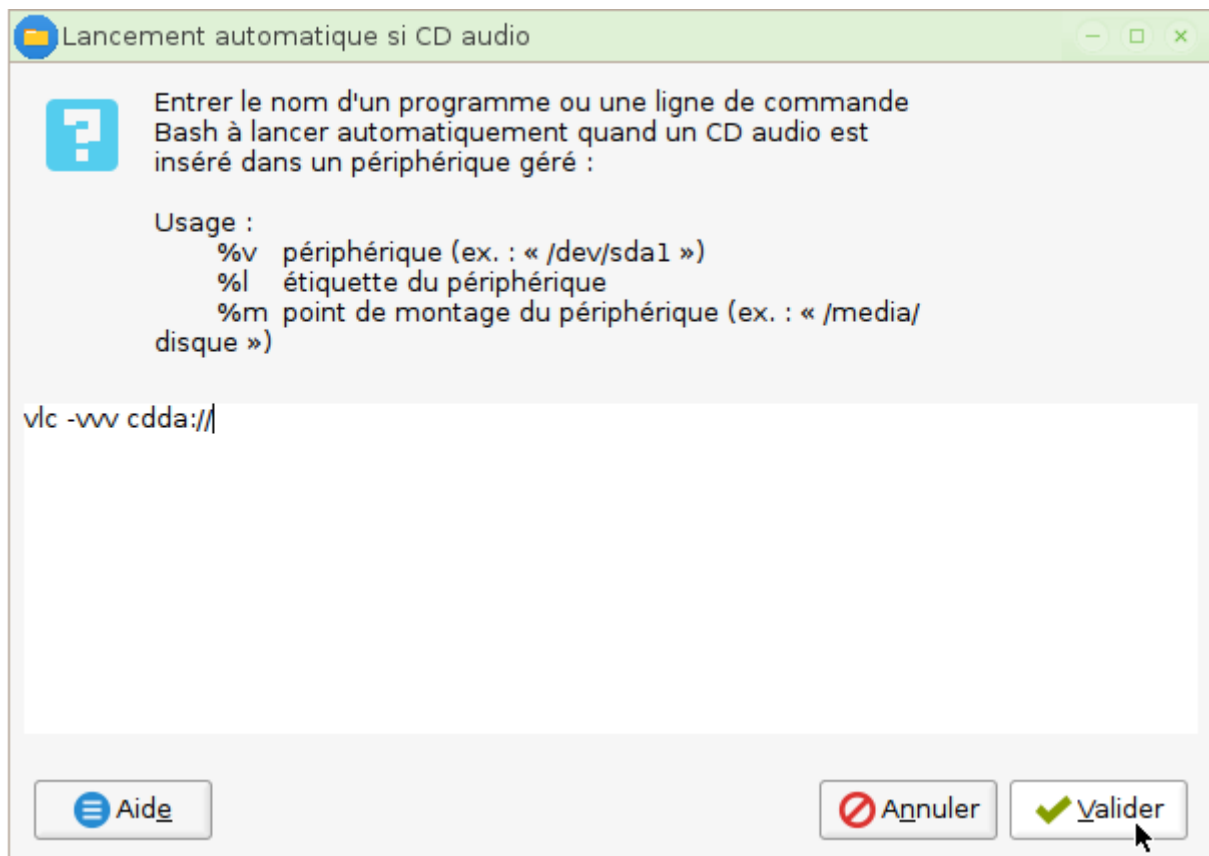 Lancement automatique si CD audio
Entrer le nom d'un programme ou une ligne de commande
Bash à lancer automatiquement quand un CD audio est
inséré dans un périphérique géré :
Usage :
%v périphérique (ex. : « /dev/sda1 »)
%l étiquette du périphérique
%m point de montage du périphérique (ex. : « /media/
disque »)
vlc -vvv cdda://
Aide
Annuler
Valider